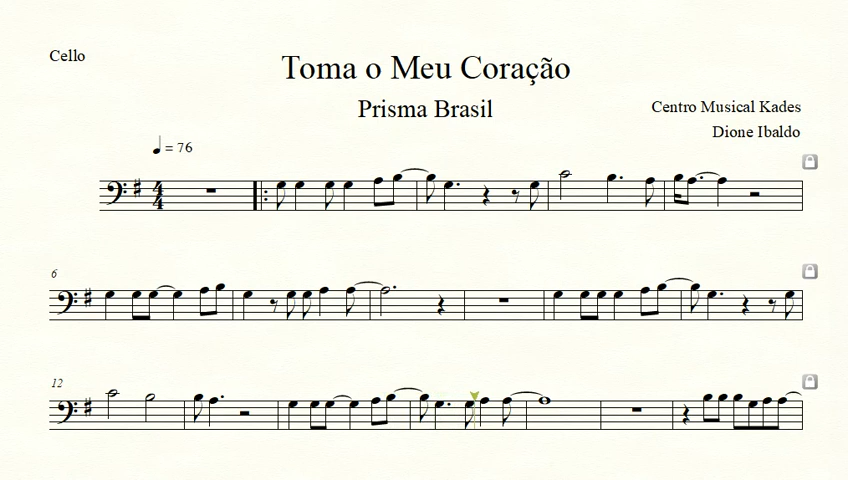 Cello
Toma o Meu Coração
Prisma Brasil
Centro Musical Kades
Dione Ibaldo
= 76
4
4
6
12